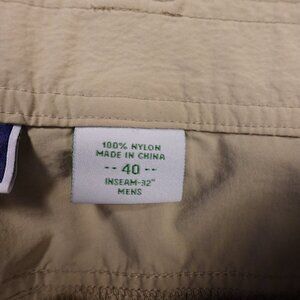 100% NYLON
MADE IN CHINA
-- 40 --
INSEAM-32"
MENS